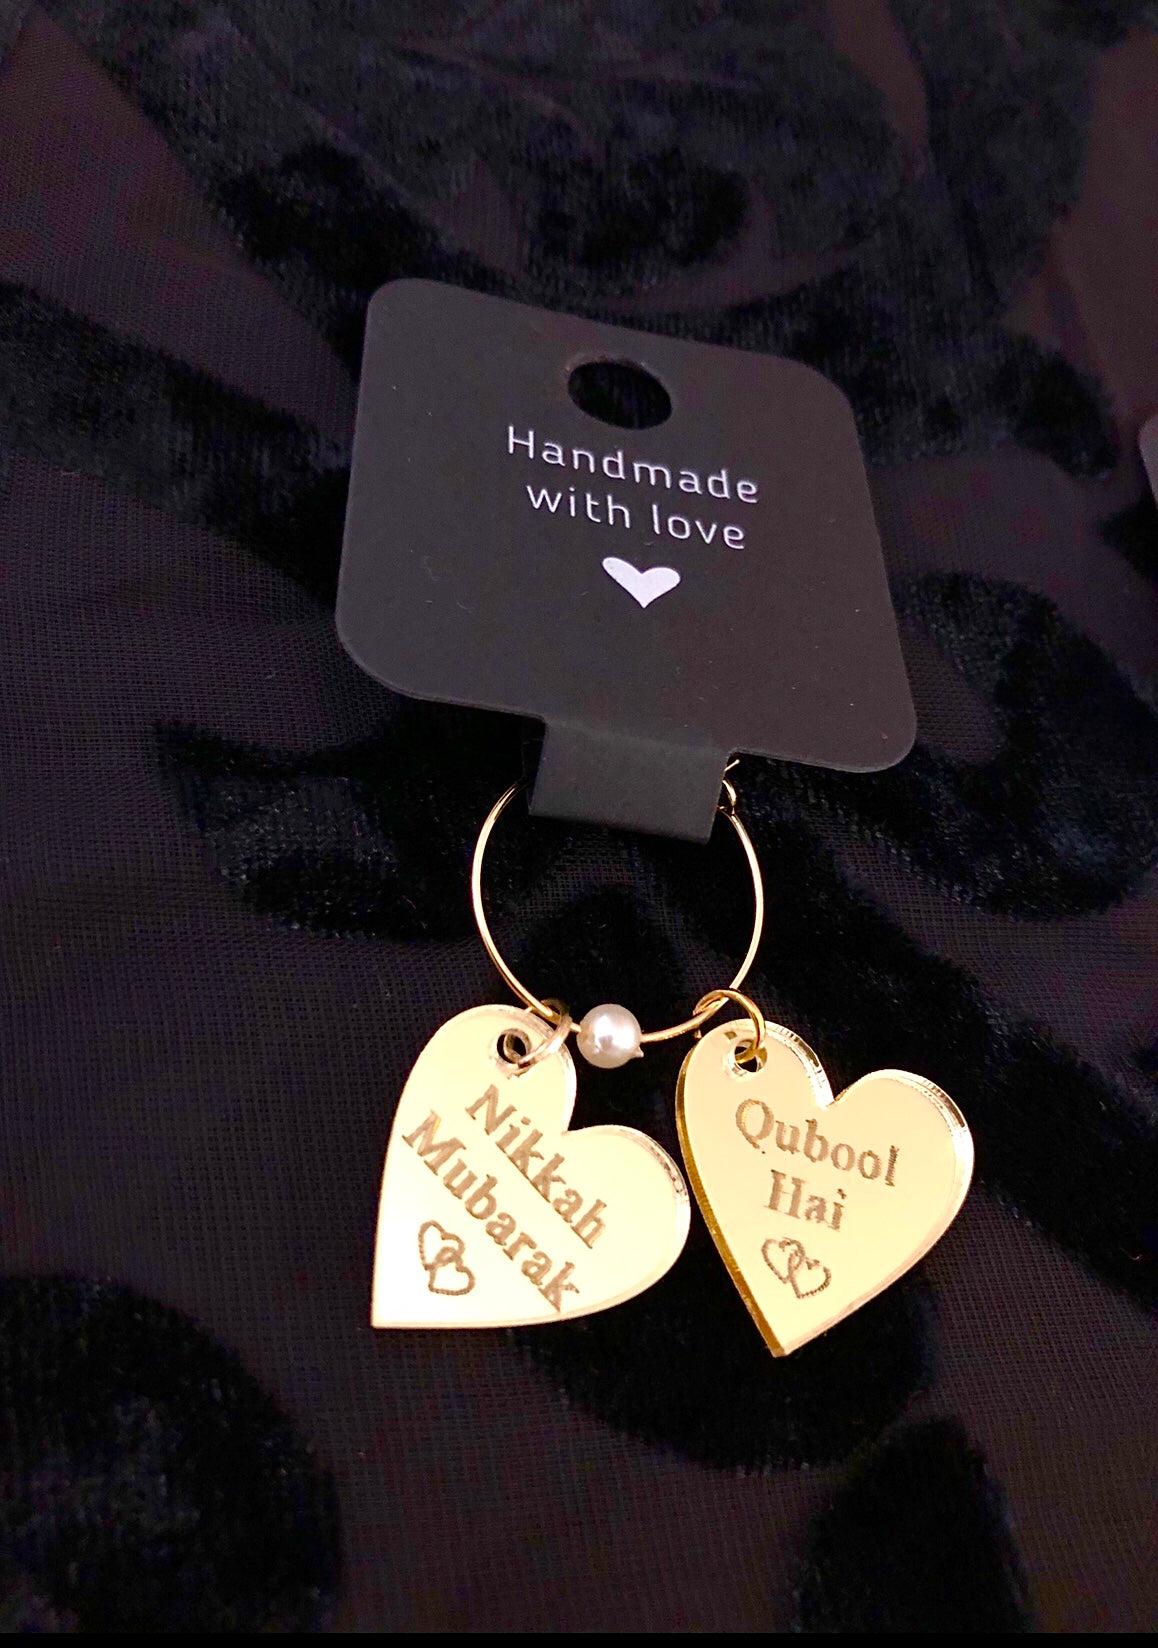 Handmade
with love
Nikkah
Mubarak
Qubool
Hai